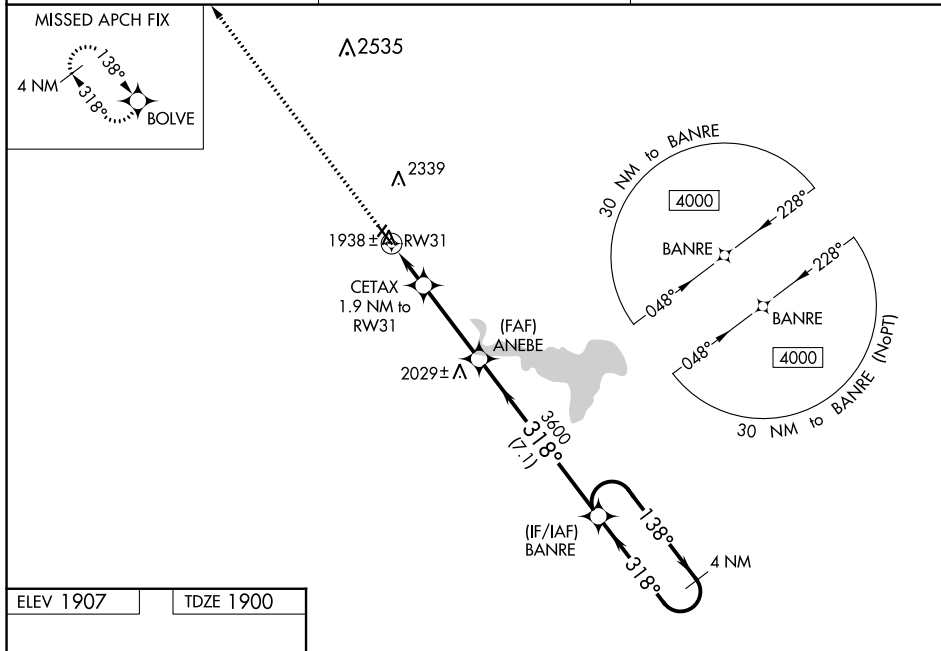 MISSED APCH FIX
138°
4 NM
318°
BOLVE
2535
2339
1938 ±
RW31
CETAX
1.9 NM to
RW31
(FAF)
ANEBE
2029 ±
3600
318°
(7.1)
(IF/IAF)
BANRE
138°
318°
4 NM
30 NM to BANRE
4000
228°
BANRE
048°
228°
BANRE
048°
4000
30 NM to BANRE (NoPT)
ELEV 1907
TDZE 1900